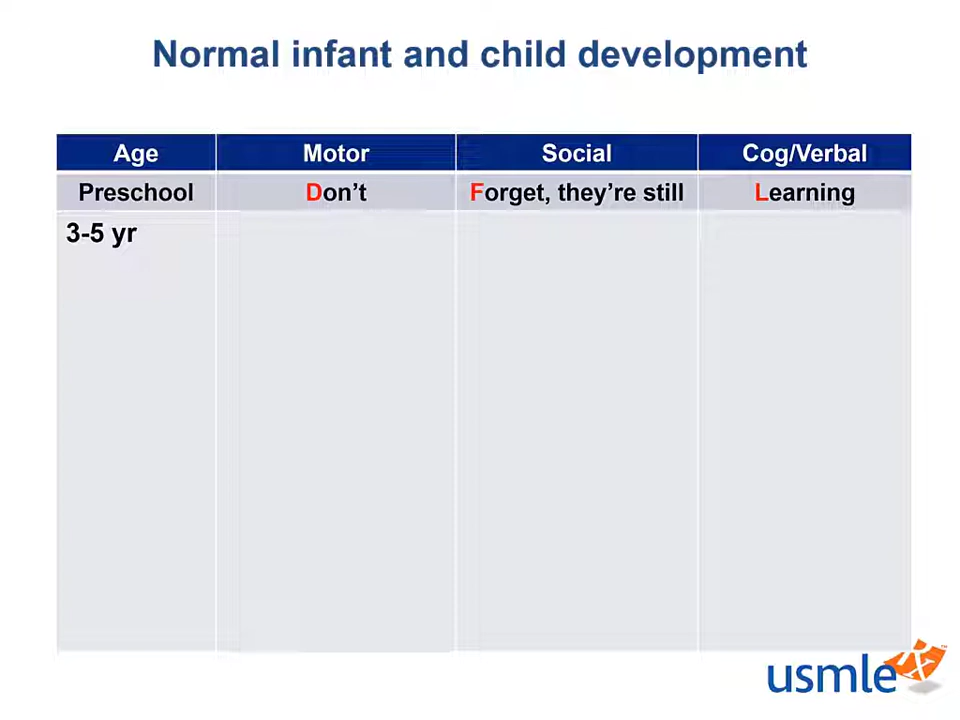 Normal infant and child development
Age Motor Social Cog/Verbal
Preschool Don't Forget, they're still Learning
3-5 yr
usmle Rx